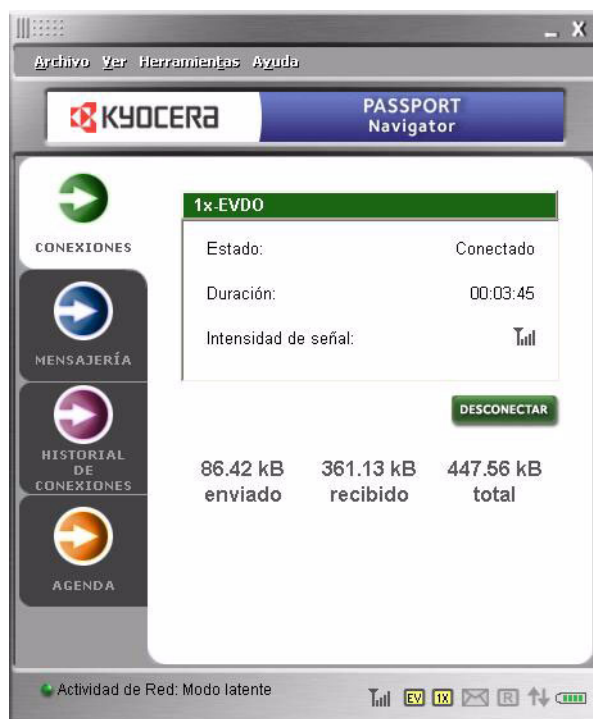 X
Archivo Ver Herramientas Ayuda
KYOCERA
PASSPORT
Navigator
CONEXIONES
1x-EVDO
Estado: Conectado
Duración: 00:03:45
Intensidad de señal:
MENSAJERÍA
DESCONECTAR
HISTORIAL
DE
CONEXIONES
86.42 kB 361.13 kB 447.56 kB
enviado recibido total
AGENDA
Actividad de Red: Modo latente
EV 1X R